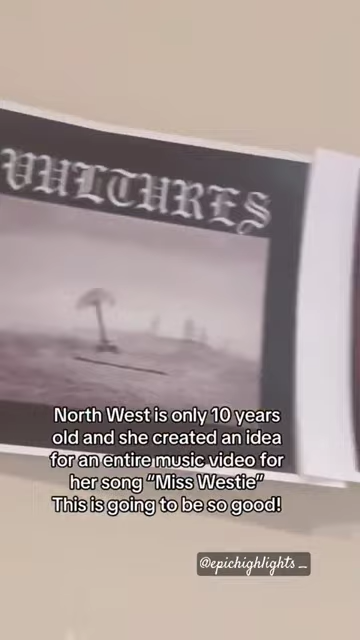 VULTURES
North West is only 10 years
old and she created an idea
for an entire music video for
her song “Miss Westie”
This is going to be so good!
@epichighlights_